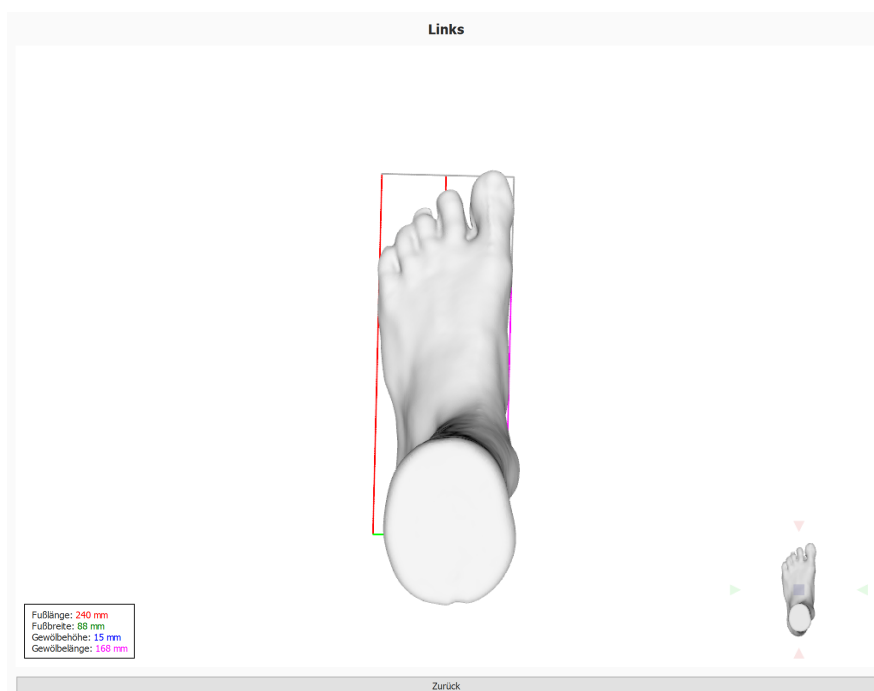 Links
Fußlänge: 240 mm
Fußbreite: 88 mm
Gewölbehöhe: 15 mm
Gewölbelänge: 168 mm
Zurück